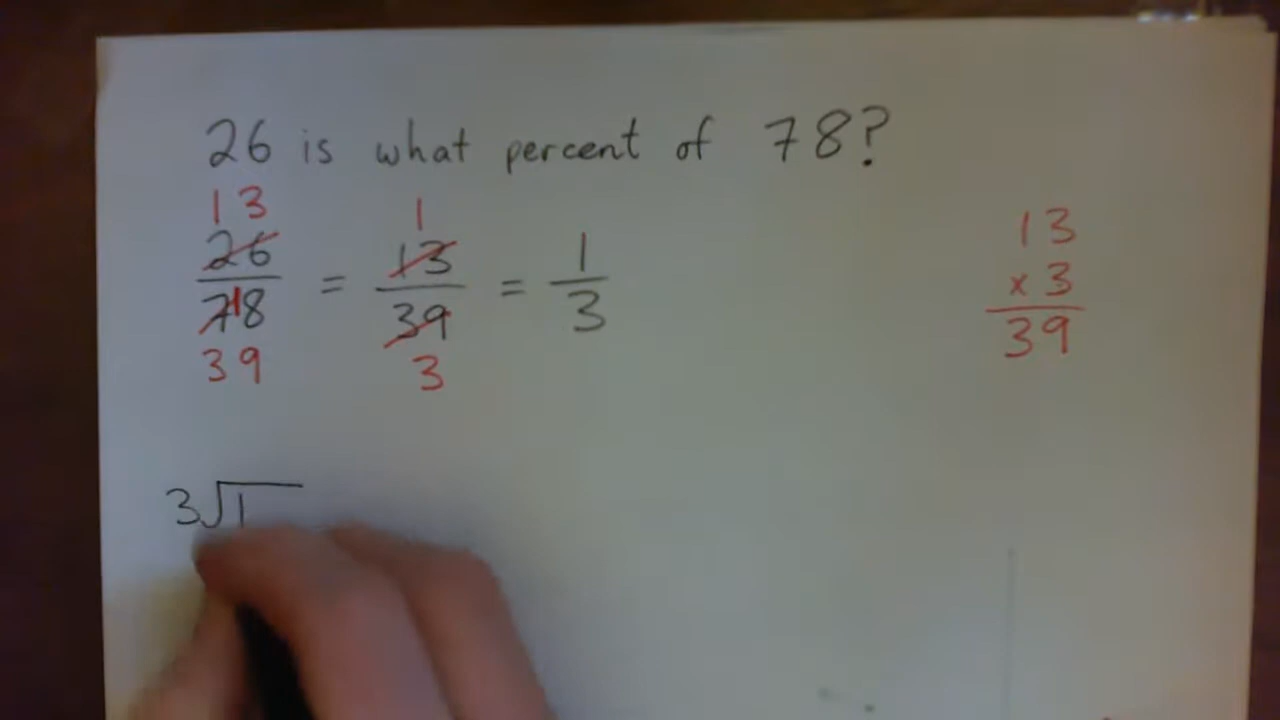 26 is what percent of 78?
13 1
26/78 = 13/39 = 1/3
39 3
13
x 3
39
3√1